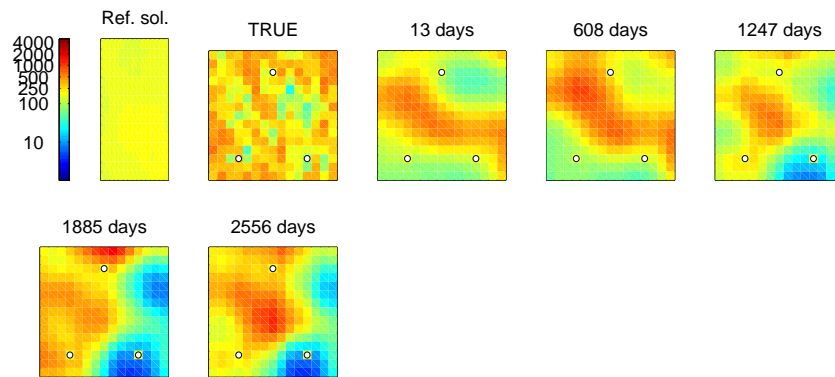 Ref. sol.
TRUE
13 days
608 days
1247 days
4000
2000
1000
500
250
100
10
1885 days
2556 days